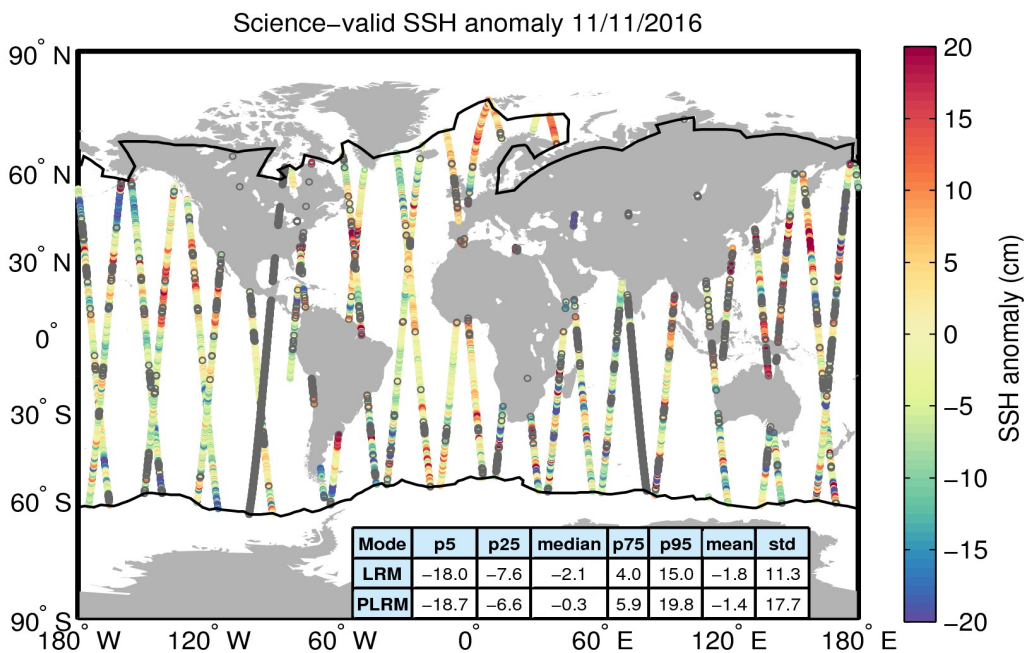 Science−valid SSH anomaly 11/11/2016
90° N
60° N
30° N
0°
30° S
60° S
90° S
180° W
120° W
60° W
0°
60° E
120° E
180° E
Mode p5 p25 median p75 p95 mean std
LRM −18.0 −7.6 −2.1 4.0 15.0 −1.8 11.3
PLRM −18.7 −6.6 −0.3 5.9 19.8 −1.4 17.7
20
15
10
5
0
−5
−10
−15
−20
SSH anomaly (cm)